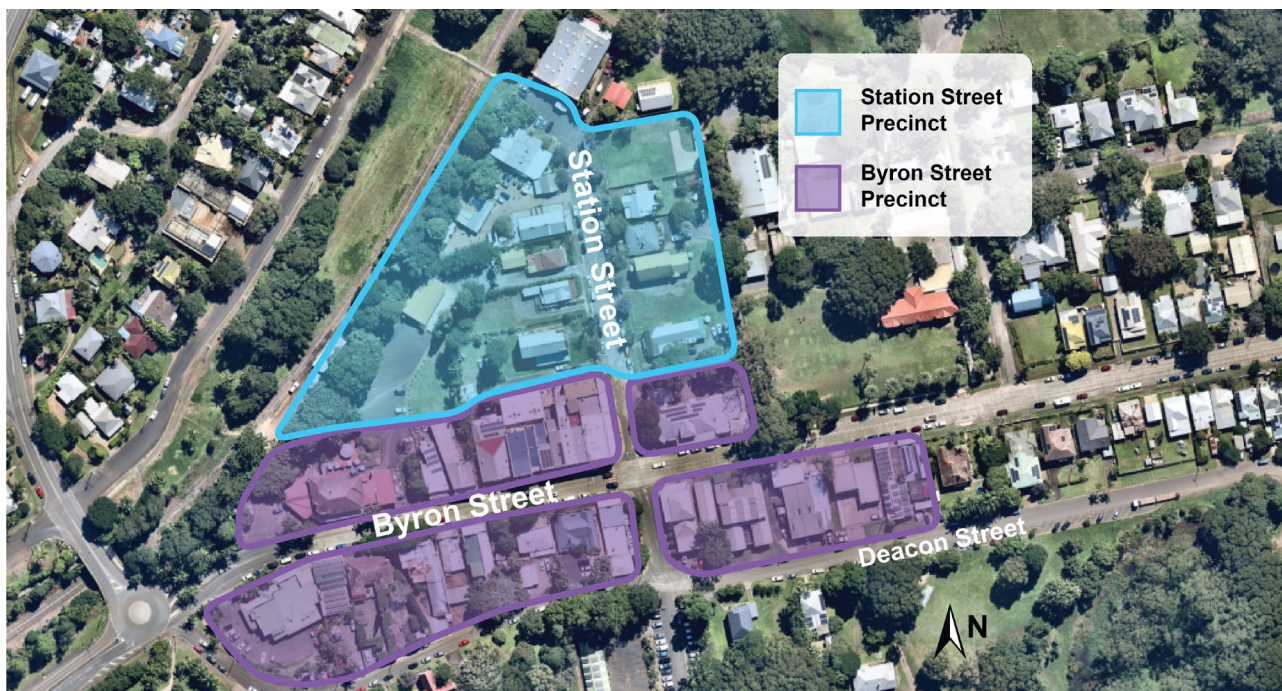 Station Street
Precinct
Byron Street
Precinct
Station Street
Byron Street
Deacon Street
N